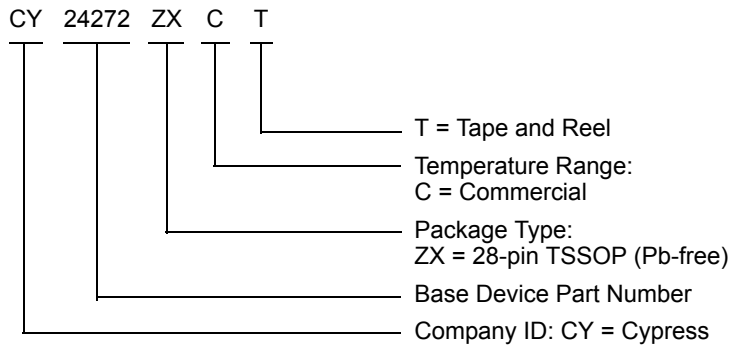 CY 24272 ZX C T
T = Tape and Reel
Temperature Range:
C = Commercial
Package Type:
ZX = 28-pin TSSOP (Pb-free)
Base Device Part Number
Company ID: CY = Cypress